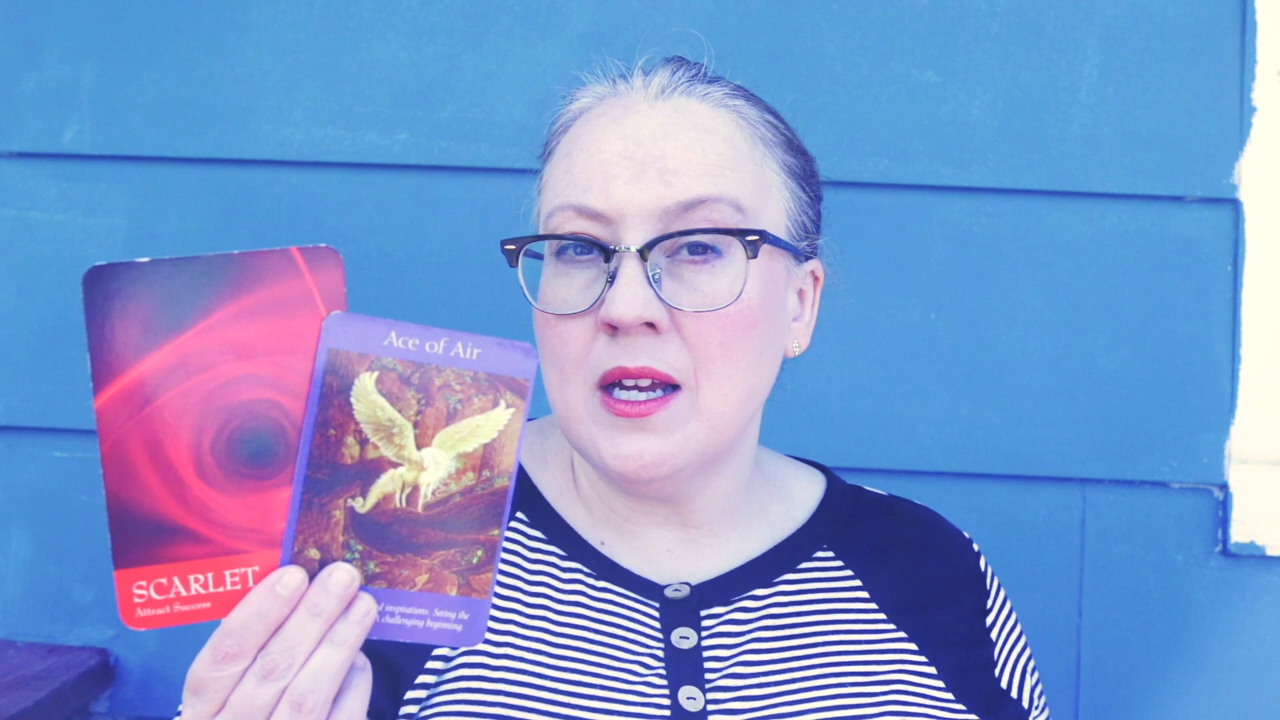 SCARLET
Attract Success
Ace of Air
inspirations. Seeing the
A challenging beginning.